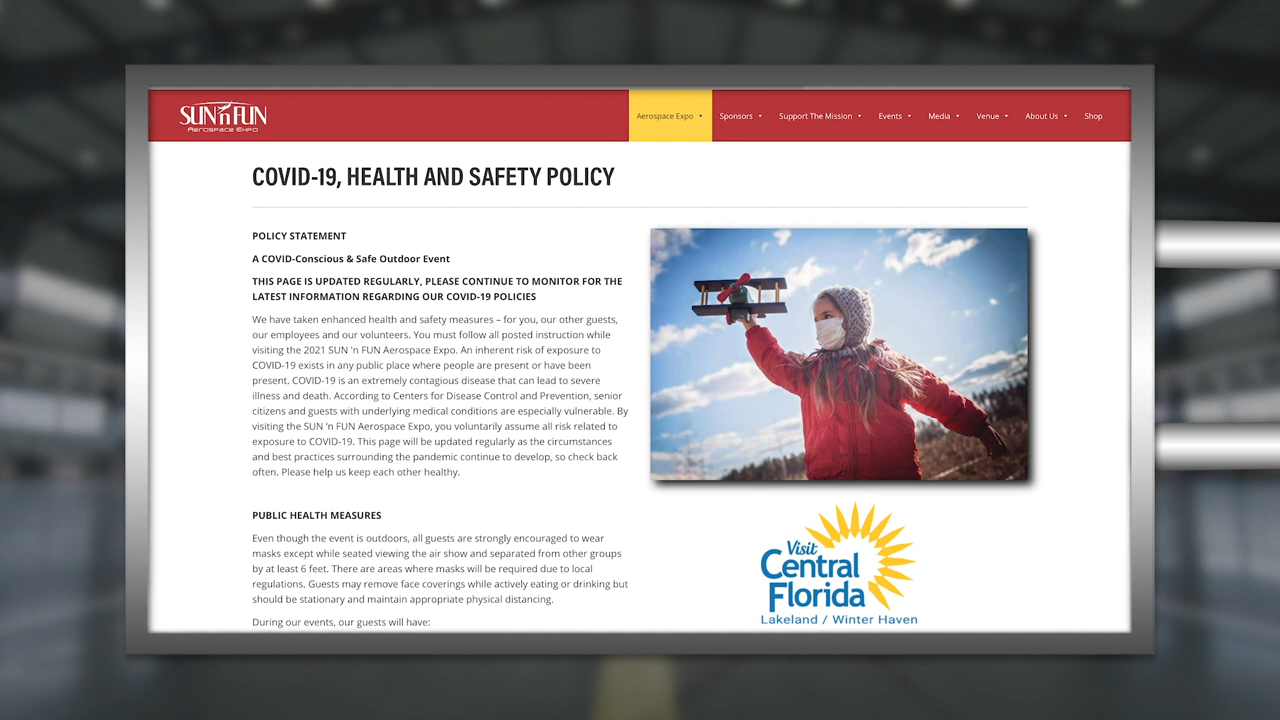 SUN 'n FUN
Aerospace Expo
Aerospace Expo
Sponsors
Support The Mission
Events
Media
Venue
About Us
Shop
COVID-19, HEALTH AND SAFETY POLICY
POLICY STATEMENT
A COVID-Conscious & Safe Outdoor Event
THIS PAGE IS UPDATED REGULARLY, PLEASE CONTINUE TO MONITOR FOR THE
LATEST INFORMATION REGARDING OUR COVID-19 POLICIES
We have taken enhanced health and safety measures – for you, our other guests,
our employees and our volunteers. You must follow all posted instruction while
visiting the 2021 SUN 'n FUN Aerospace Expo. An inherent risk of exposure to
COVID-19 exists in any public place where people are present or have been
present. COVID-19 is an extremely contagious disease that can lead to severe
illness and death. According to Centers for Disease Control and Prevention, senior
citizens and guests with underlying medical conditions are especially vulnerable. By
visiting the SUN 'n FUN Aerospace Expo, you voluntarily assume all risk related to
exposure to COVID-19. This page will be updated regularly as the circumstances
and best practices surrounding the pandemic continue to develop, so check back
often. Please help us keep each other healthy.
PUBLIC HEALTH MEASURES
Even though the event is outdoors, all guests are strongly encouraged to wear
masks except while seated viewing the air show and separated from other groups
by at least 6 feet. There are areas where masks will be required due to local
regulations. Guests may remove face coverings while actively eating or drinking but
should be stationary and maintain appropriate physical distancing.
During our events, our guests will have:
Visit
Central
Florida
Lakeland / Winter Haven